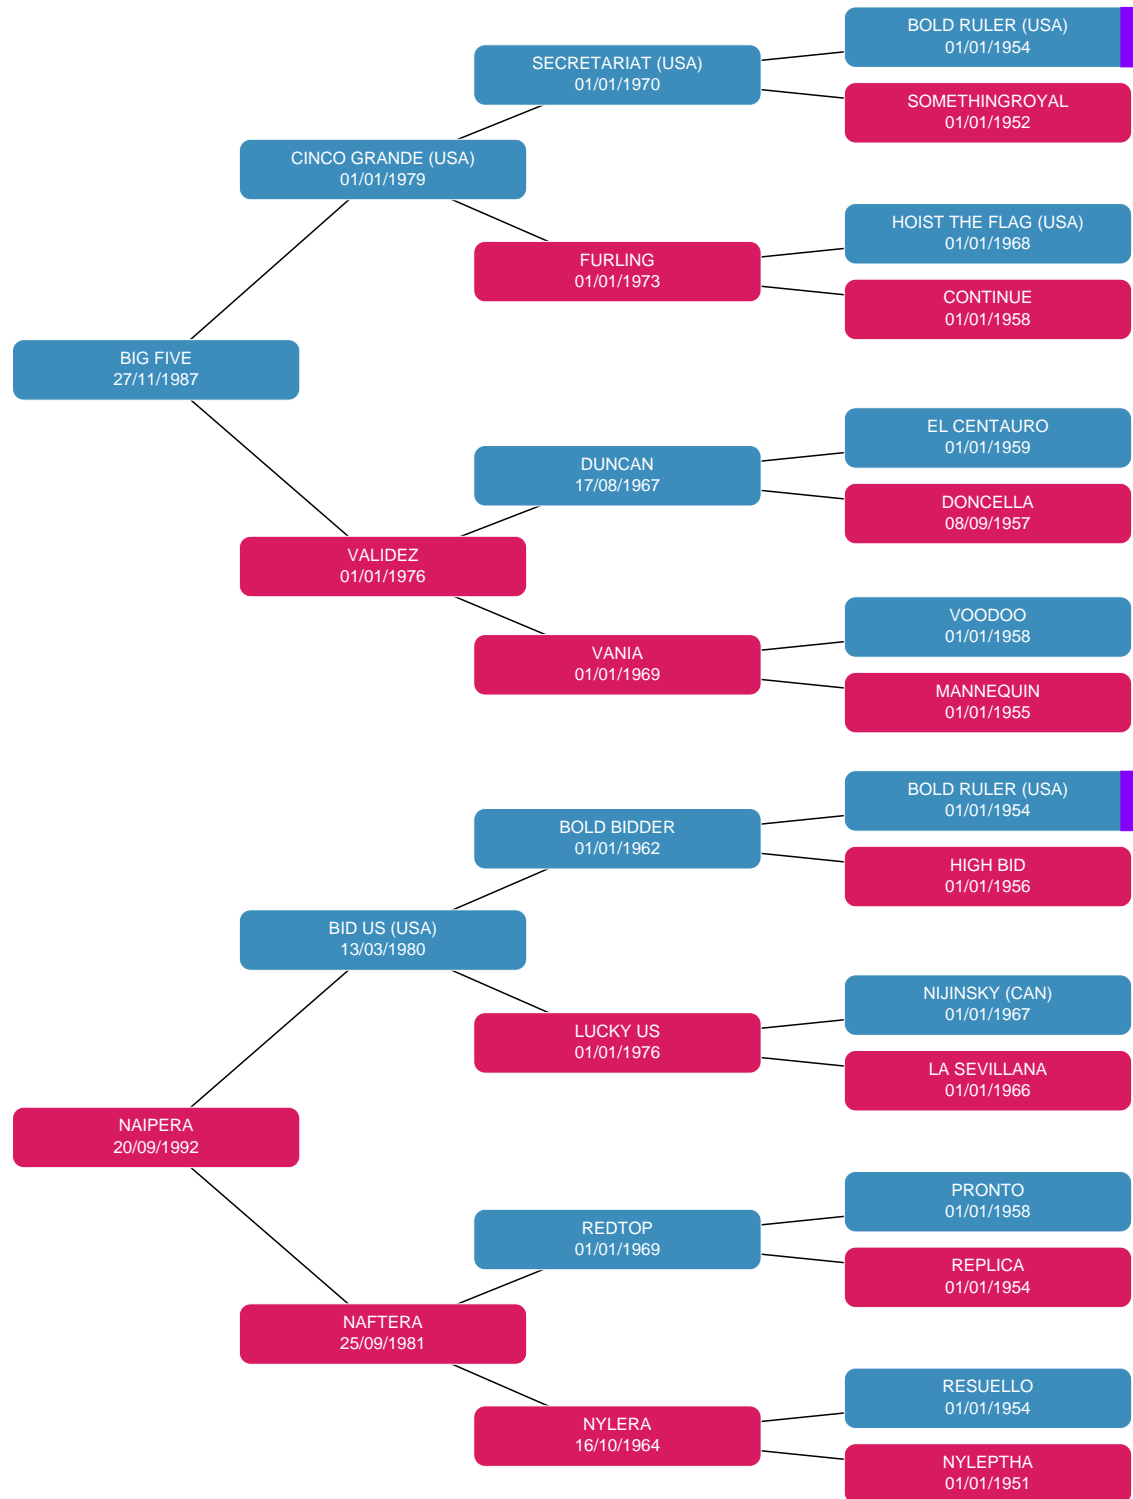 BOLD RULER (USA)
01/01/1954
SECRETARIAT (USA)
01/01/1970
SOMETHINGROYAL
01/01/1952
CINCO GRANDE (USA)
01/01/1979
HOIST THE FLAG (USA)
01/01/1968
FURLING
01/01/1973
CONTINUE
01/01/1958
BIG FIVE
27/11/1987
EL CENTAURO
01/01/1959
DUNCAN
17/08/1967
DONCELLA
08/09/1957
VALIDEZ
01/01/1976
VOODOO
01/01/1958
VANIA
01/01/1969
MANNEQUIN
01/01/1955
BOLD RULER (USA)
01/01/1954
BOLD BIDDER
01/01/1962
HIGH BID
01/01/1956
BID US (USA)
13/03/1980
NIJINSKY (CAN)
01/01/1967
LUCKY US
01/01/1976
LA SEVILLANA
01/01/1966
NAIPERA
20/09/1992
PRONTO
01/01/1958
REDTOP
01/01/1969
REPLICA
01/01/1954
NAFTERA
25/09/1981
RESUELLO
01/01/1954
NYLERA
16/10/1964
NYLEPTHA
01/01/1951